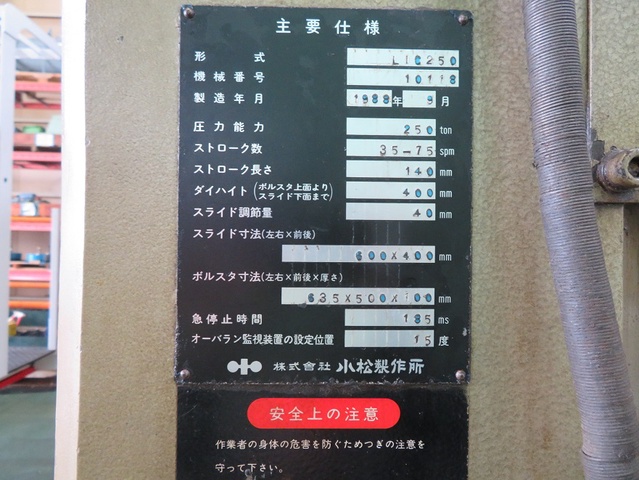 主要仕様
形式 L1C250
機械番号 10118
製造年月 1988年 9月
圧力能力 250 ton
ストローク数 35-75 spm
ストローク長さ 140 mm
ダイハイト (ボルスタ上面より スライド下面まで) 400 mm
スライド調節量 40 mm
スライド寸法(左右×前後)
600X400 mm
ボルスタ寸法(左右×前後×厚さ)
635X500X100 mm
急停止時間 185 ms
オーバラン監視装置の設定位置 15 度
株式会社 小松製作所
安全上の注意
作業者の身体の危害を防ぐためつぎの注意を
守って下さい。